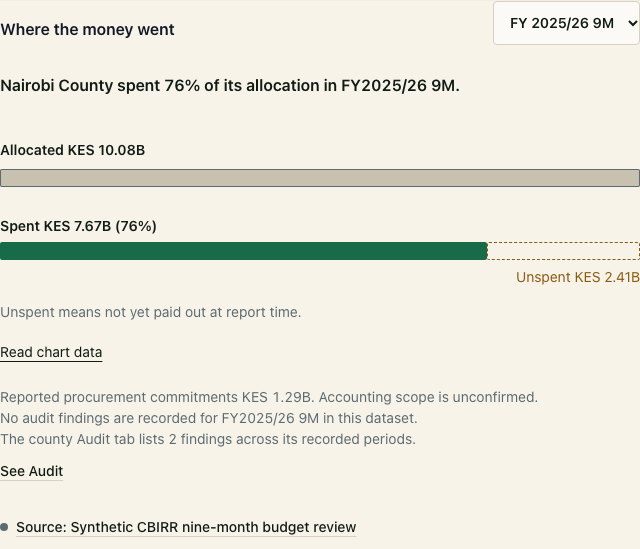 Where the money went
FY 2025/26 9M
Nairobi County spent 76% of its allocation in FY2025/26 9M.
Allocated KES 10.08B
Spent KES 7.67B (76%)
Unspent KES 2.41B
Unspent means not yet paid out at report time.
Read chart data
Reported procurement commitments KES 1.29B. Accounting scope is unconfirmed.
No audit findings are recorded for FY2025/26 9M in this dataset.
The county Audit tab lists 2 findings across its recorded periods.
See Audit
Source: Synthetic CBIRR nine-month budget review